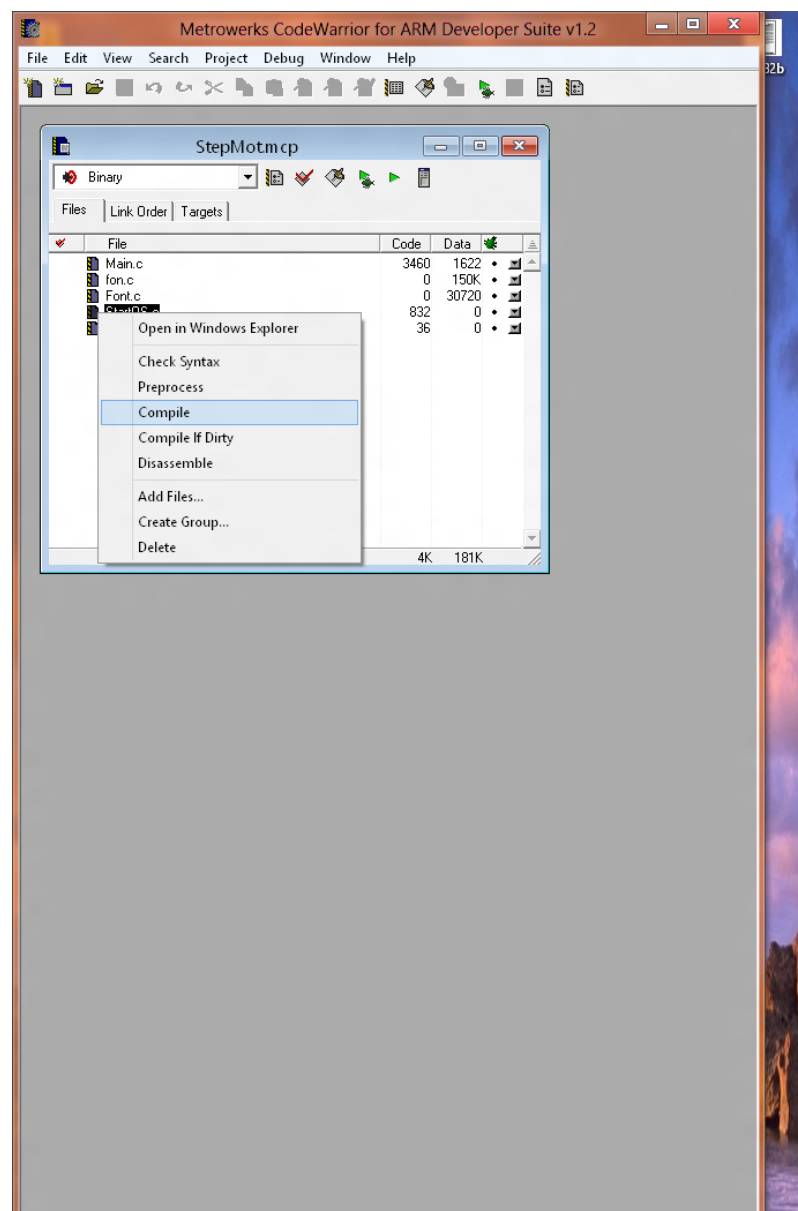 Metrowerks CodeWarrior for ARM Developer Suite v1.2
File Edit View Search Project Debug Window Help
32b
StepMot.mcp
Binary
Files Link Order Targets
File Code Data
Main.c 3460 1622
fon.c 0 150K
Font.c 0 30720
832 0
36 0
Open in Windows Explorer
Check Syntax
Preprocess
Compile
Compile If Dirty
Disassemble
Add Files...
Create Group...
Delete
4K 181K